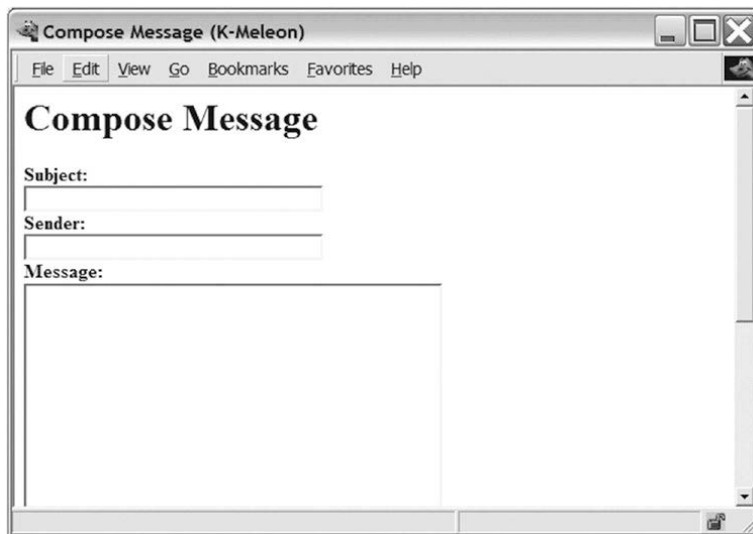 Compose Message (K-Meleon)
File Edit View Go Bookmarks Favorites Help
Compose Message
Subject:
Sender:
Message: